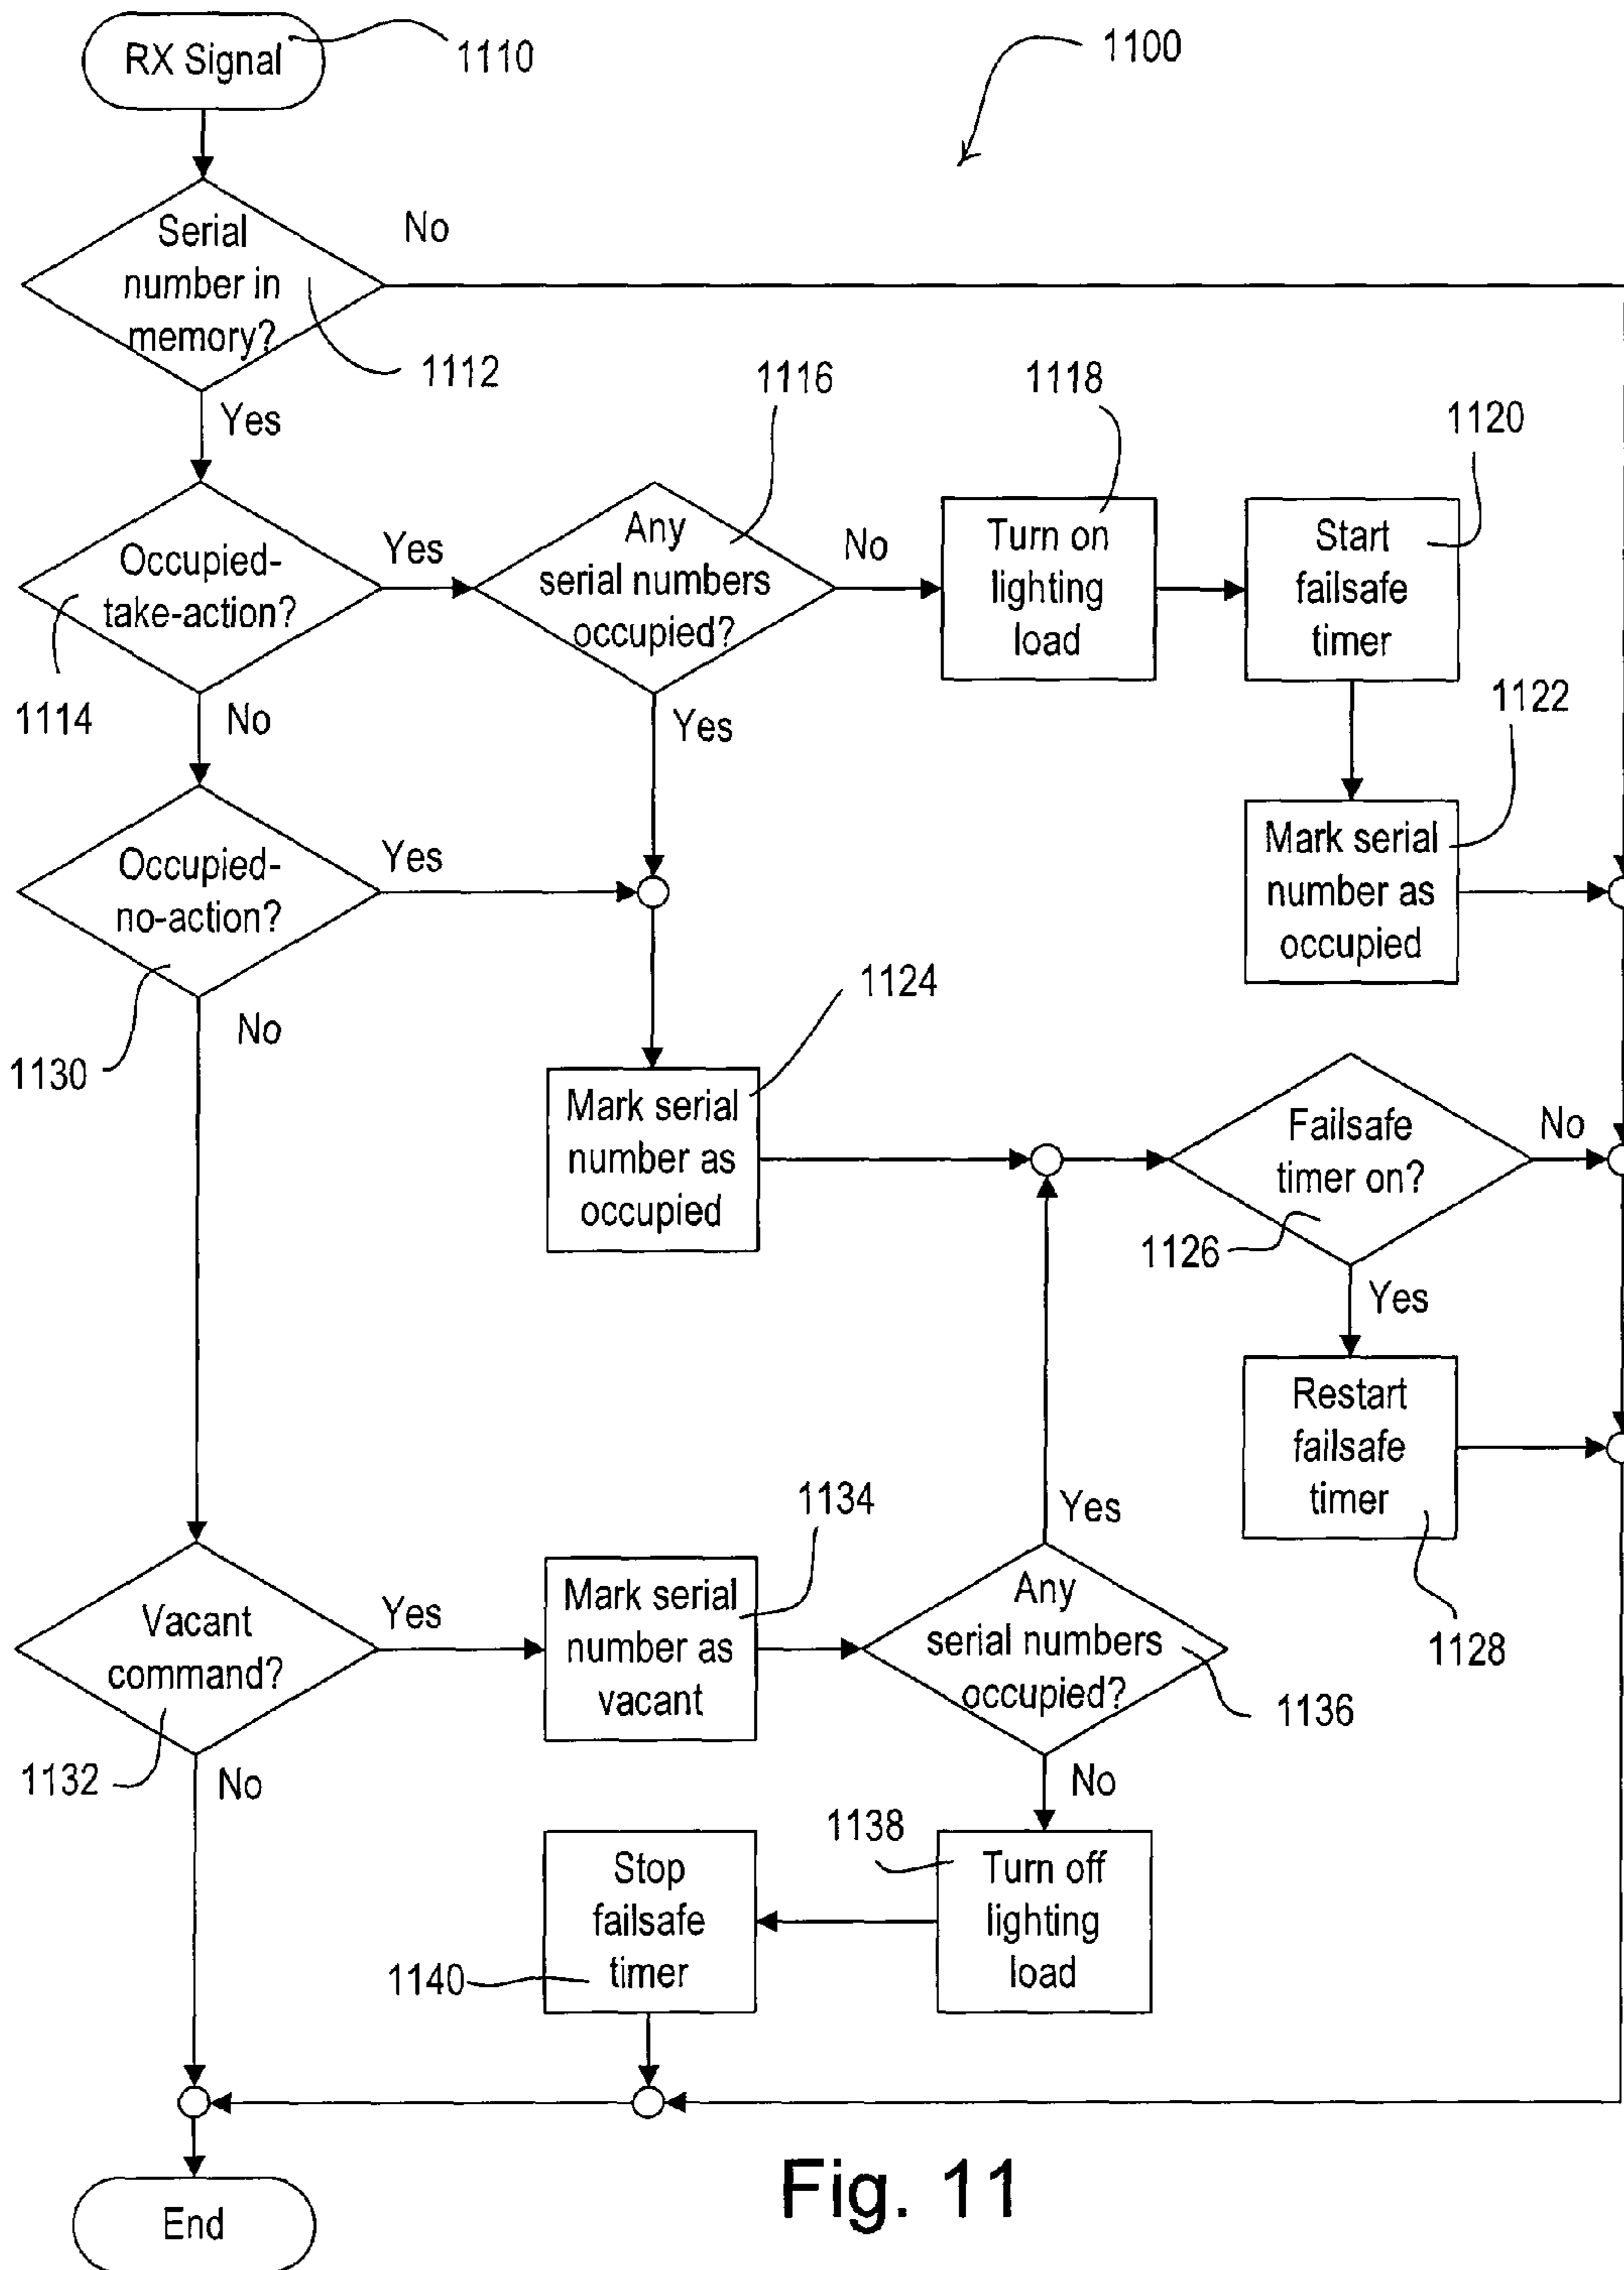 RX Signal
1110
1100
Serial
number in
memory?
No
1112
Yes
1116
1118
1120
Occupied-
take-action?
Yes
Any
serial numbers
occupied?
No
Turn on
lighting
load
Start
failsafe
timer
1114
No
Yes
1122
Occupied-
no-action?
Yes
Mark serial
number as
occupied
1130
No
1124
Mark serial
number as
occupied
Failsafe
timer on?
No
1126
Yes
Restart
failsafe
timer
1128
Vacant
command?
Yes
1134
Mark serial
number as
vacant
Yes
Any
serial numbers
occupied?
1136
1132
No
No
1138
Stop
failsafe
timer
1140
Turn off
lighting
load
End
Fig. 11